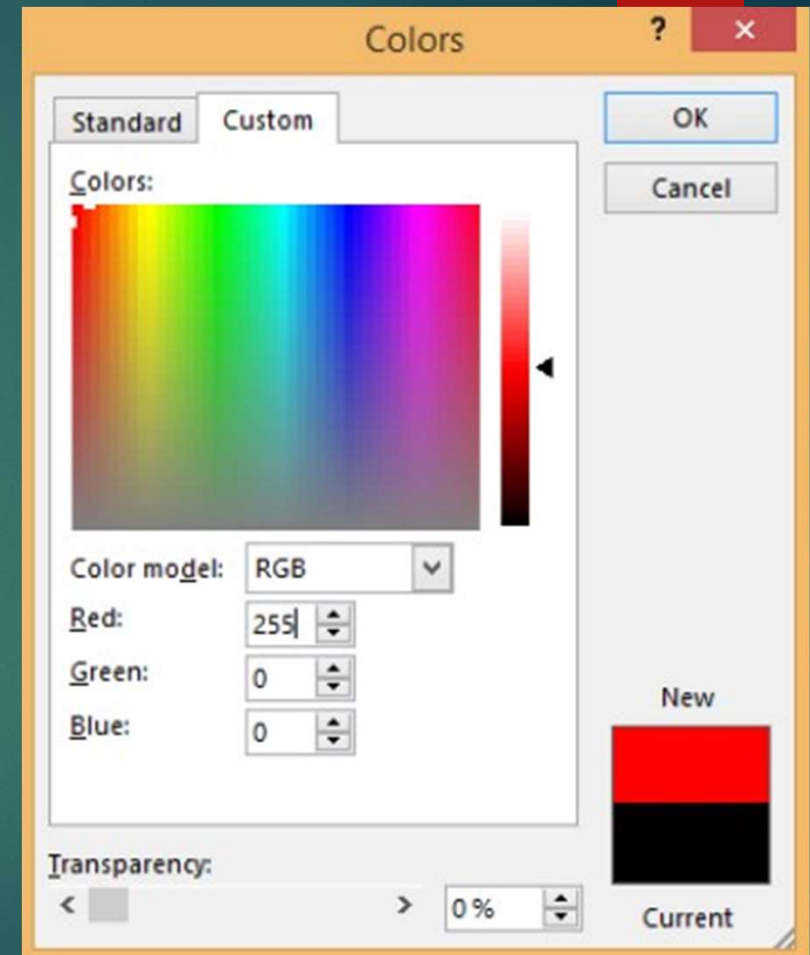 Colors
?
Standard
Custom
OK
Cancel
Colors:
Color model:
RGB
Red:
255
Green:
0
Blue:
0
New
Current
Transparency:
0 %